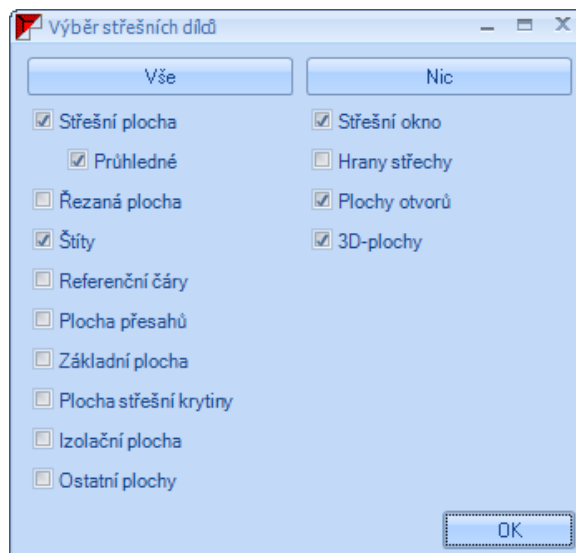 Výběr střešních dílců
Vše
Nic
Střešní plocha
Průhledné
Řezaná plocha
Štíty
Referenční čáry
Plocha přesahů
Základní plocha
Plocha střešní krytiny
Izolační plocha
Ostatní plochy
Střešní okno
Hrany střechy
Plochy otvorů
3D-plochy
OK